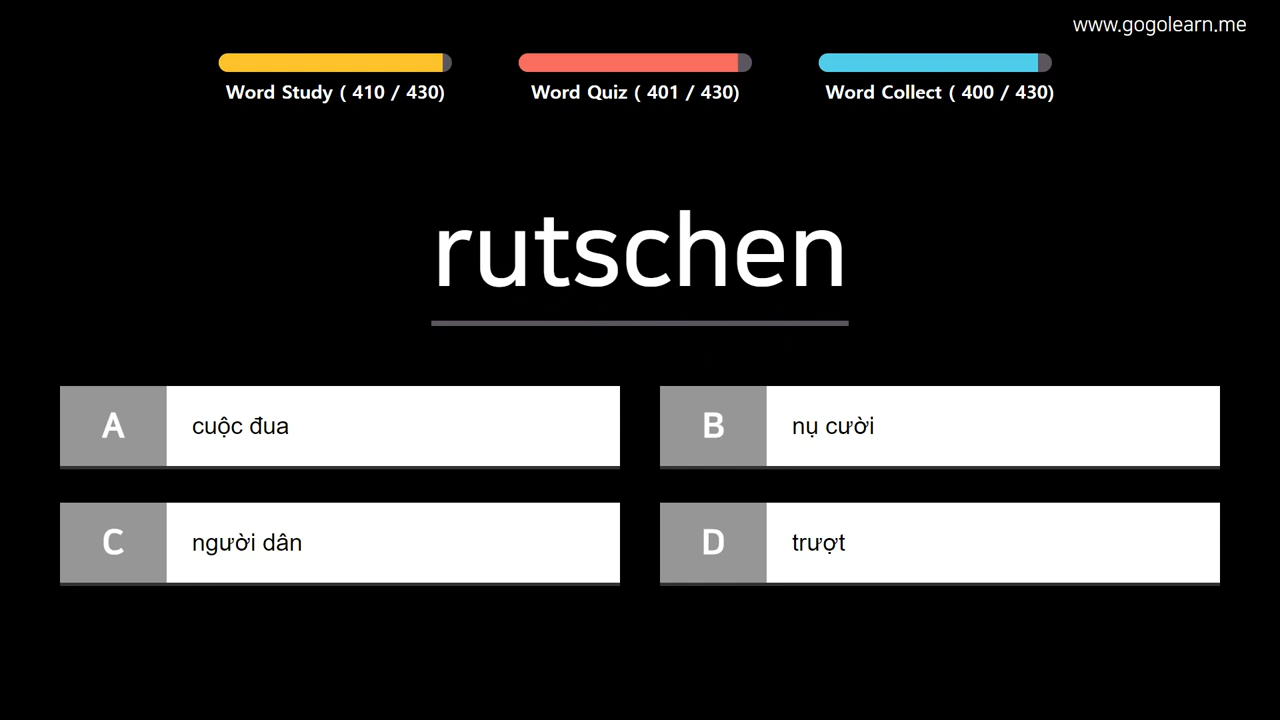 www.gogolearn.me
Word Study ( 410 / 430)
Word Quiz ( 401 / 430)
Word Collect ( 400 / 430)
rutschen
A cuộc đua
B nụ cười
C người dân
D trượt